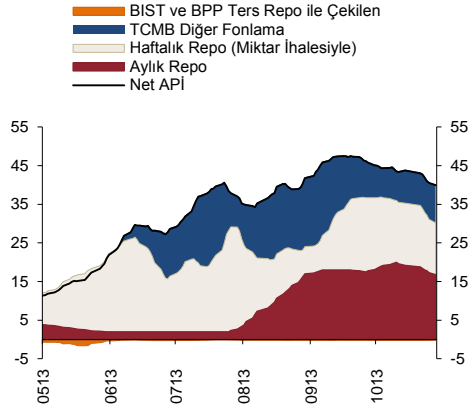 BIST ve BPP Ters Repo ile Çekilen
TCMB Diğer Fonlama
Haftalık Repo (Miktar İhalesiyle)
Aylık Repo
Net APİ
55 55
45 45
35 35
25 25
15 15
5 5
-5 -5
0513 0613 0713 0813 0913 1013